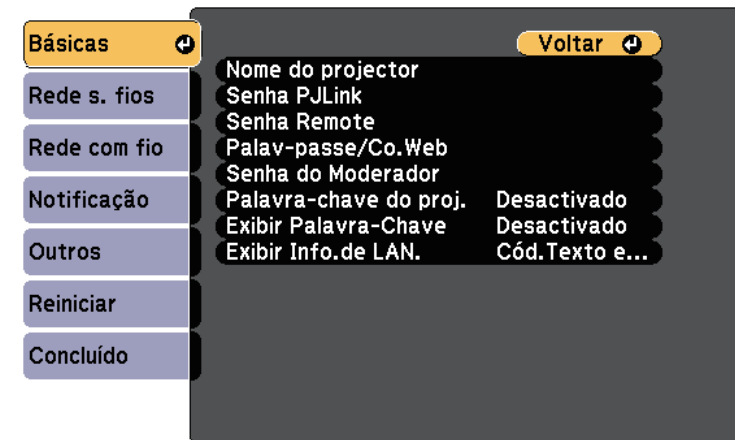 Básicas
Rede s. fios
Rede com fio
Notificação
Outros
Reiniciar
Concluído
Voltar
Nome do projector
Senha PJLink
Senha Remote
Palav-passe/Co.Web
Senha do Moderador
Palavra-chave do proj. Desactivado
Exibir Palavra-Chave Desactivado
Exibir Info.de LAN. Cód.Texto e...